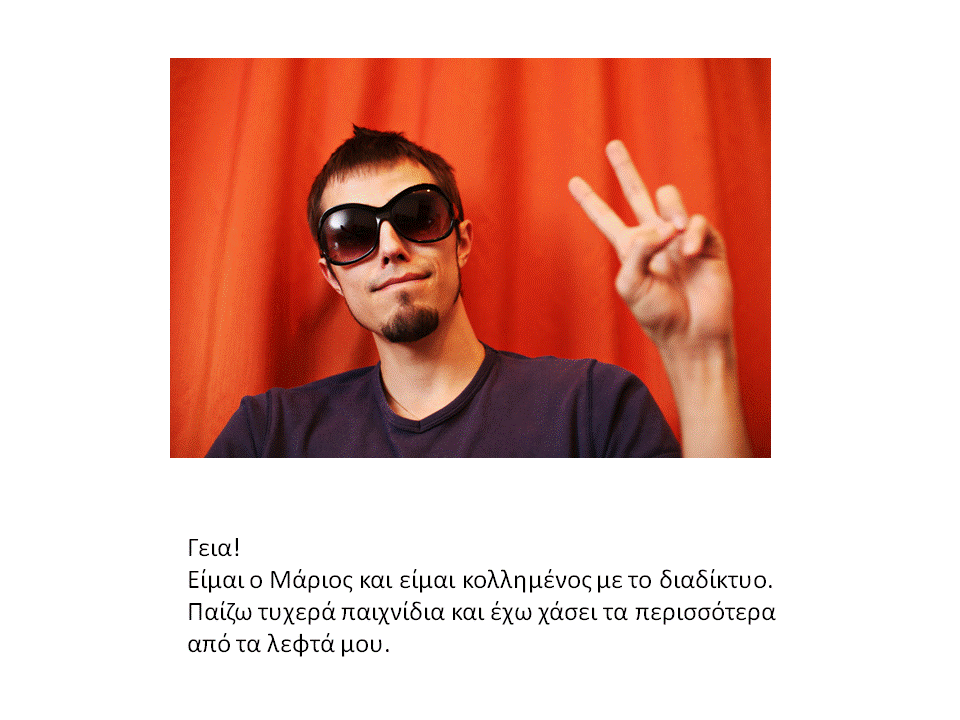 Γεια!
Είμαι ο Μάριος και είμαι κολλημένος με το διαδίκτυο.
Παίζω τυχερά παιχνίδια και έχω χάσει τα περισσότερα
από τα λεφτά μου.